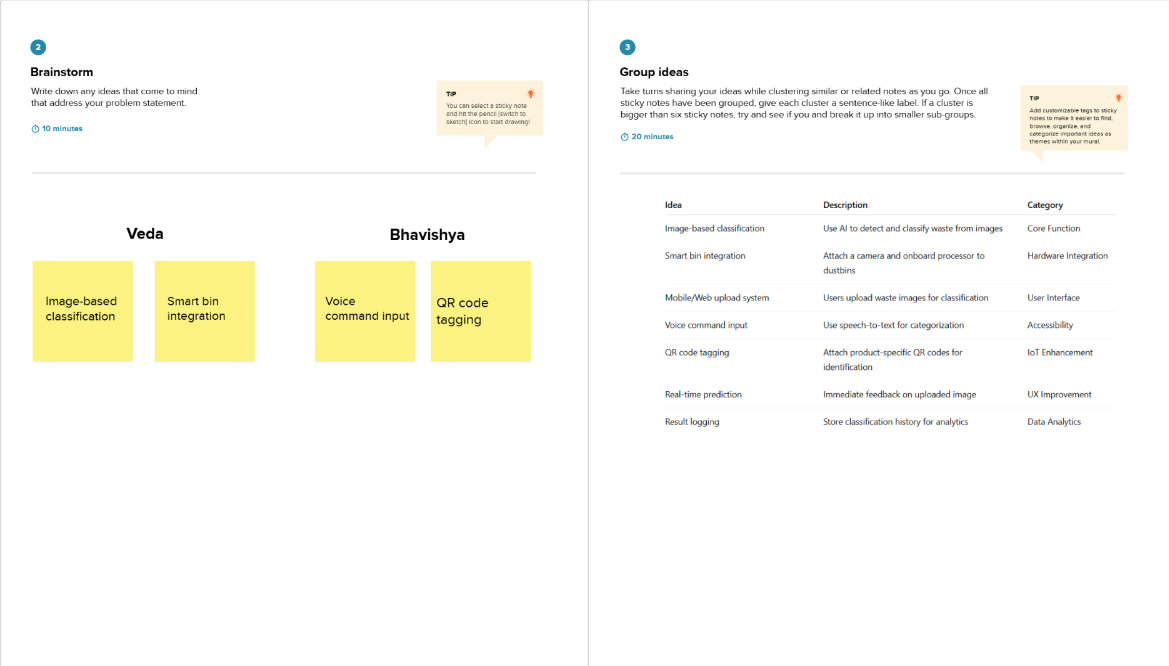 2
Brainstorm
Write down any ideas that come to mind
that address your problem statement.
10 minutes
TIP
You can select a sticky note
and hit the pencil [switch to
sketch] icon to start drawing!
Veda
Bhavishya
Image-based
classification
Smart bin
integration
Voice
command input
QR code
tagging
3
Group ideas
Take turns sharing your ideas while clustering similar or related notes as you go. Once all
sticky notes have been grouped, give each cluster a sentence-like label. If a cluster is
bigger than six sticky notes, try and see if you and break it up into smaller sub-groups.
20 minutes
TIP
Add customizable tags to sticky
notes to make it easier to find,
browse, organize, and
categorize important ideas as
themes within your mural.
Idea Description Category
Image-based classification Use AI to detect and classify waste from images Core Function
Smart bin integration Attach a camera and onboard processor to Hardware Integration
dustbins
Mobile/Web upload system Users upload waste images for classification User Interface
Voice command input Use speech-to-text for categorization Accessibility
QR code tagging Attach product-specific QR codes for IoT Enhancement
identification
Real-time prediction Immediate feedback on uploaded image UX Improvement
Result logging Store classification history for analytics Data Analytics